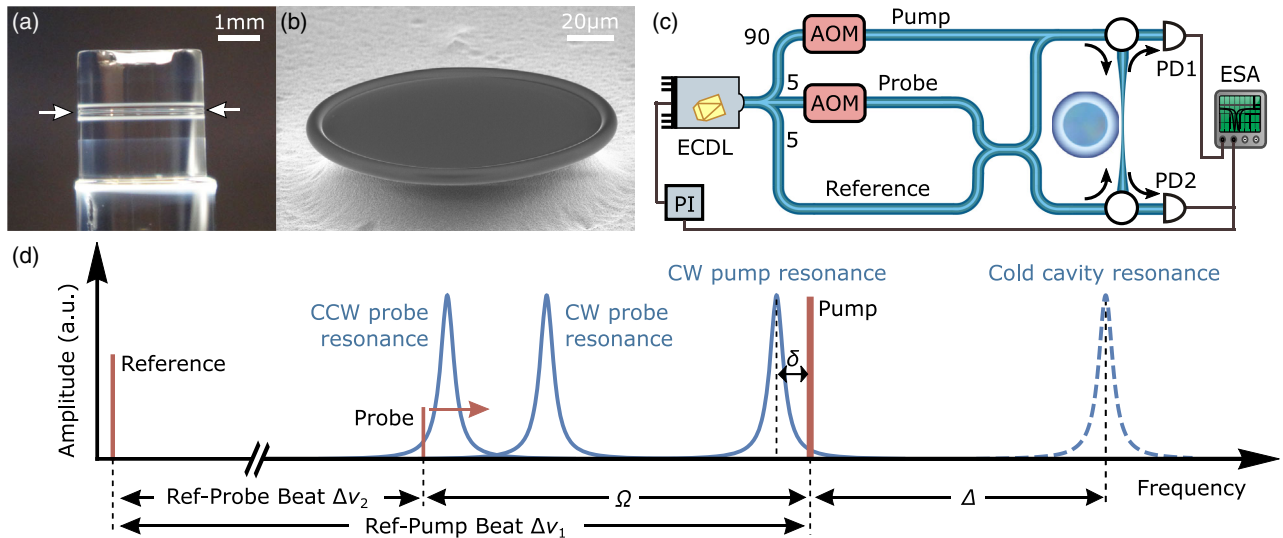 (a)
1mm
(b)
20μm
(c)
90
AOM
Pump
5
AOM
Probe
5
ECDL
PI
Reference
PD1
ESA
PD2
(d)
Amplitude (a.u.)
CW pump resonance
Cold cavity resonance
CCW probe
resonance
CW probe
resonance
Pump
Reference
δ
Probe
Ref-Probe Beat Δν₂
Ω
Δ
Frequency
Ref-Pump Beat Δν₁